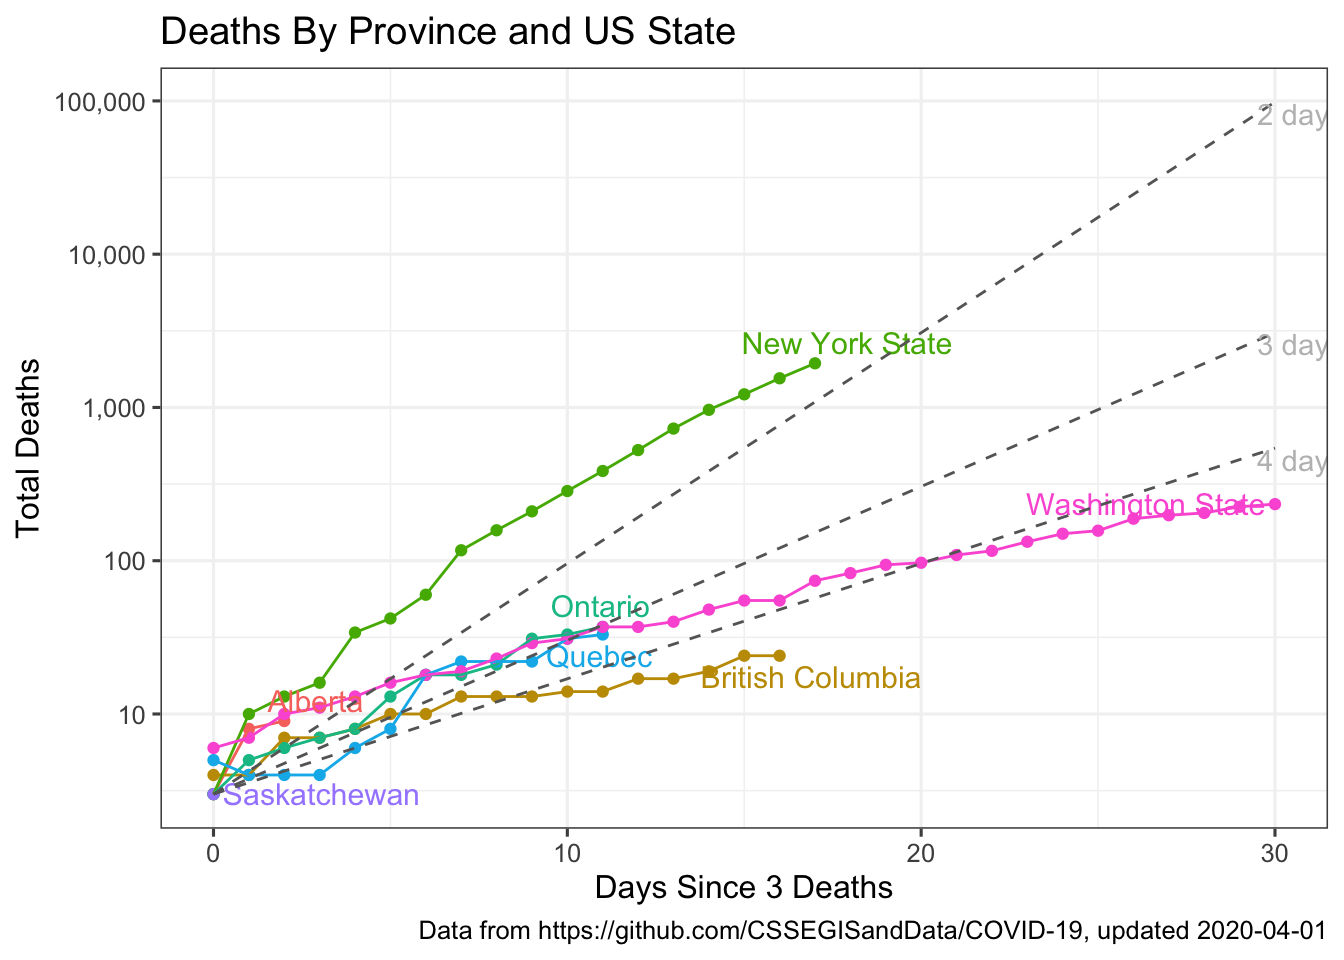 Deaths By Province and US State
100,000
10,000
1,000
100
10
Total Deaths
2 day
3 day
4 day
New York State
Washington State
Ontario
Quebec
British Columbia
Alberta
Saskatchewan
0
10
20
30
Days Since 3 Deaths
Data from https://github.com/CSSEGISandData/COVID-19, updated 2020-04-01